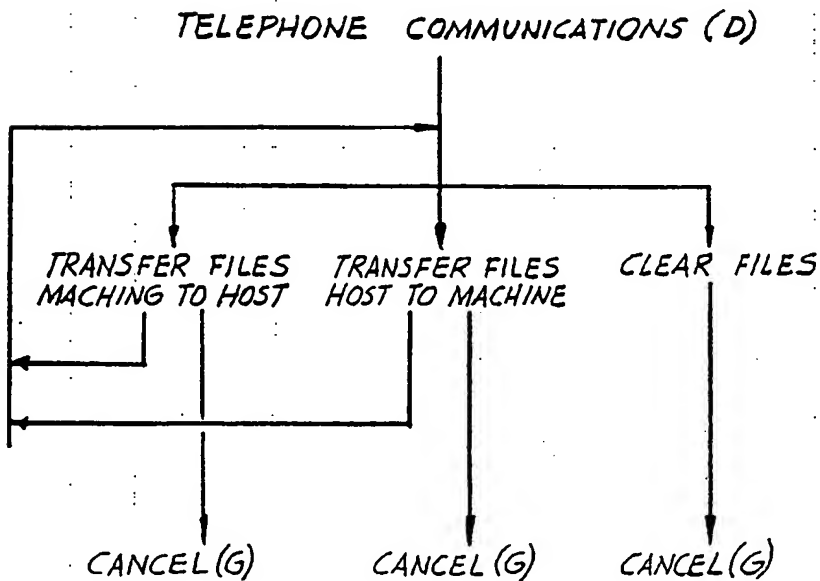 TELEPHONE COMMUNICATIONS (D)
TRANSFER FILES
MACHING TO HOST
TRANSFER FILES
HOST TO MACHINE
CLEAR FILES
CANCEL(G)
CANCEL(G)
CANCEL(G)